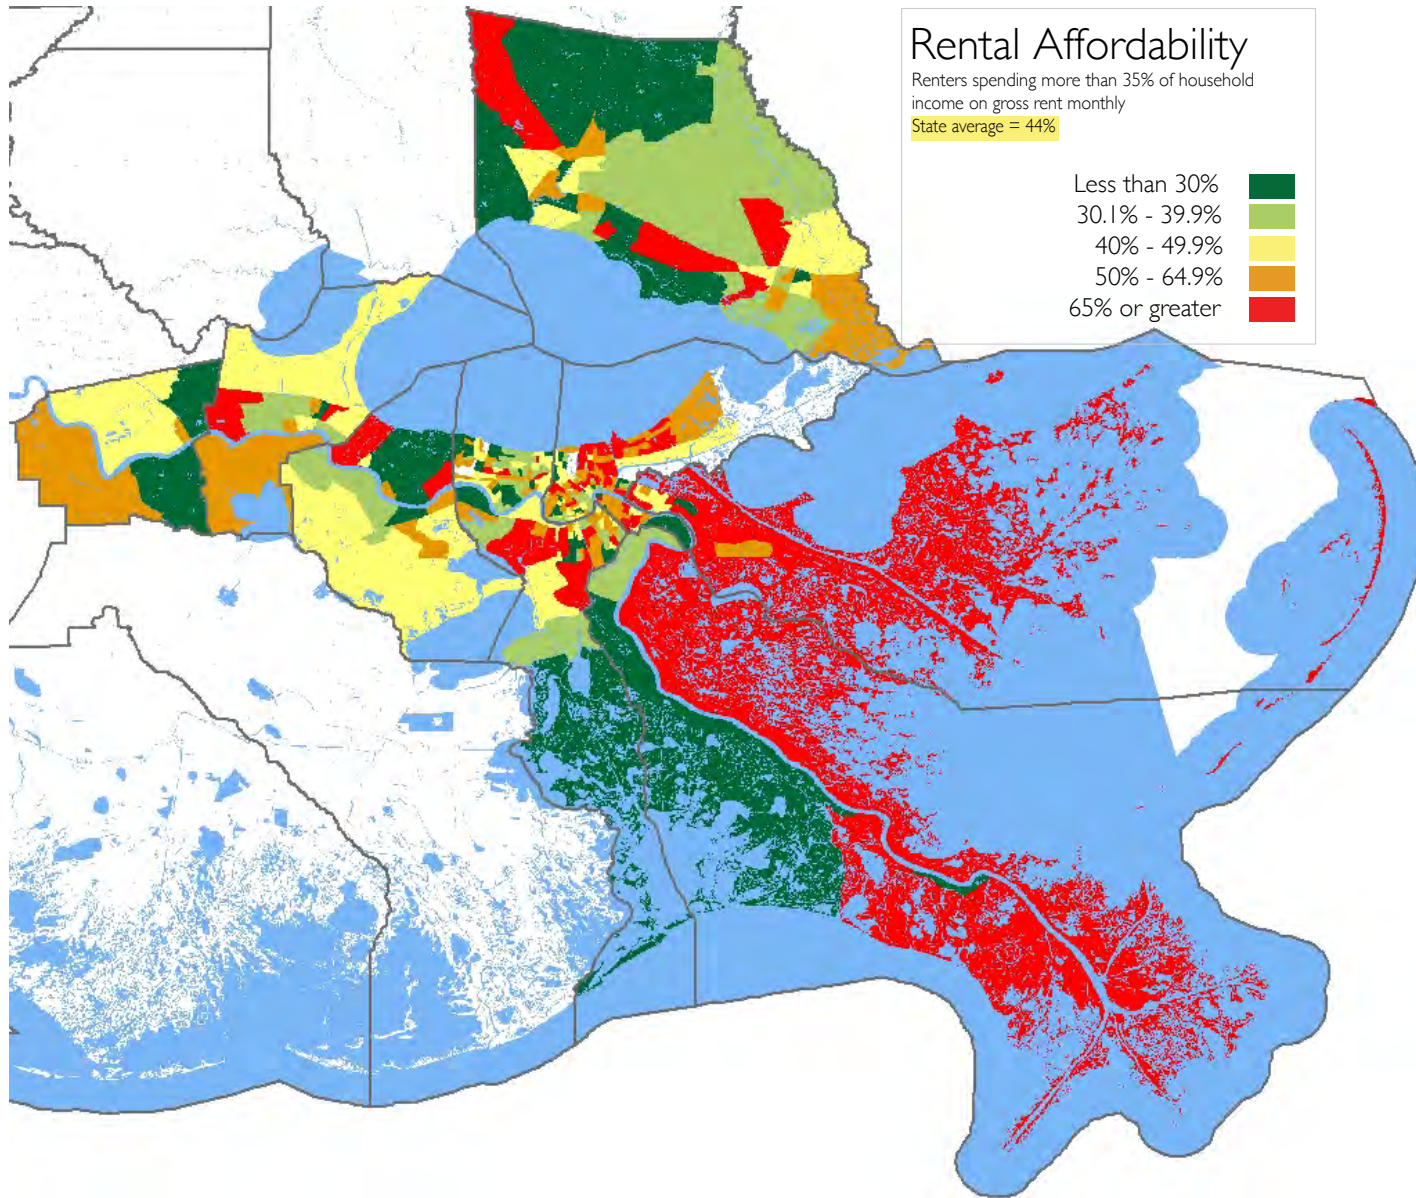 Rental Affordability
Renters spending more than 35% of household
income on gross rent monthly
State average = 44%
Less than 30%
30.1% - 39.9%
40% - 49.9%
50% - 64.9%
65% or greater